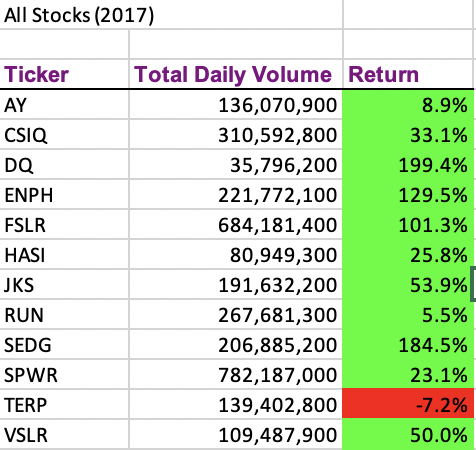 All Stocks (2017)
Ticker Total Daily Volume Return
AY 136,070,900 8.9%
CSIQ 310,592,800 33.1%
DQ 35,796,200 199.4%
ENPH 221,772,100 129.5%
FSLR 684,181,400 101.3%
HASI 80,949,300 25.8%
JKS 191,632,200 53.9%
RUN 267,681,300 5.5%
SEDG 206,885,200 184.5%
SPWR 782,187,000 23.1%
TERP 139,402,800 -7.2%
VSLR 109,487,900 50.0%